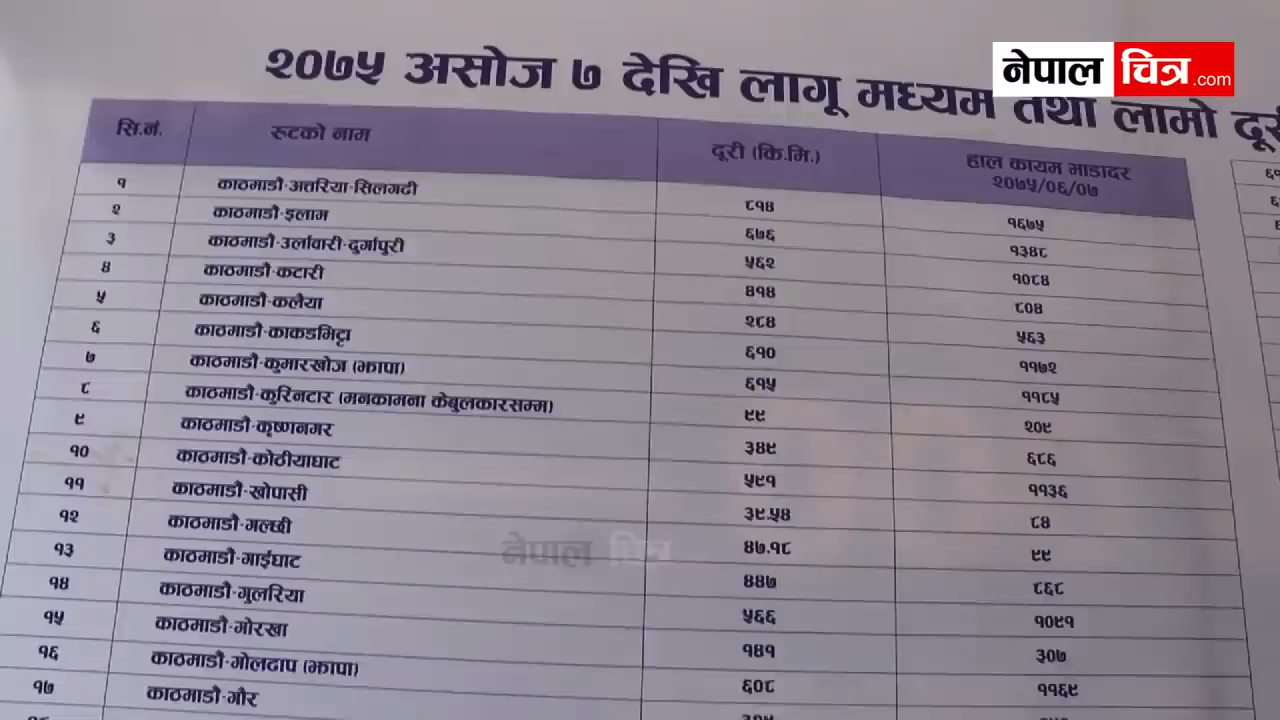 नेपाल चित्र.com
२०७५ असोज ७ देखि लागू मध्यम तथा लामो
सि.नं. रुटको नाम दूरी (कि.मि.) हाल कायम भाडादर २०७५/०६/०७
१ काठमाडौ-अत्तरिया-सिलगढी ८१४ १६७५
२ काठमाडौ-इलाम ६७६ १३४८
३ काठमाडौ-उर्लावारी-दुर्गापुरी ५६२ १०८४
४ काठमाडौ-कटारी ४१४ ८०४
५ काठमाडौ-कलैया २८४ ५६३
६ काठमाडौ-काकडभिट्टा ६१० ११७२
७ काठमाडौ-कुमारखोज (झापा) ६१५ ११८५
८ काठमाडौ-कुरिनटार (मनकामना केबुलकारसम्म) ९९ २०९
९ काठमाडौ-कृष्णनगर ३४९ ६८६
१० काठमाडौ-कोठीयाघाट ५९१ ११३६
११ काठमाडौ-खोपासी ३९.५४ ८४
१२ काठमाडौ-गल्छी ४७.१८ ९९
१३ काठमाडौ-गाईघाट ४४७ ८६८
१४ काठमाडौ-गुलरिया ५६६ १०९१
१५ काठमाडौ-गोरखा १४१ ३०७
१६ काठमाडौ-गोलढाप (झापा) ६०८ ११६९
१७ काठमाडौ-गौर
नेपाल चित्र